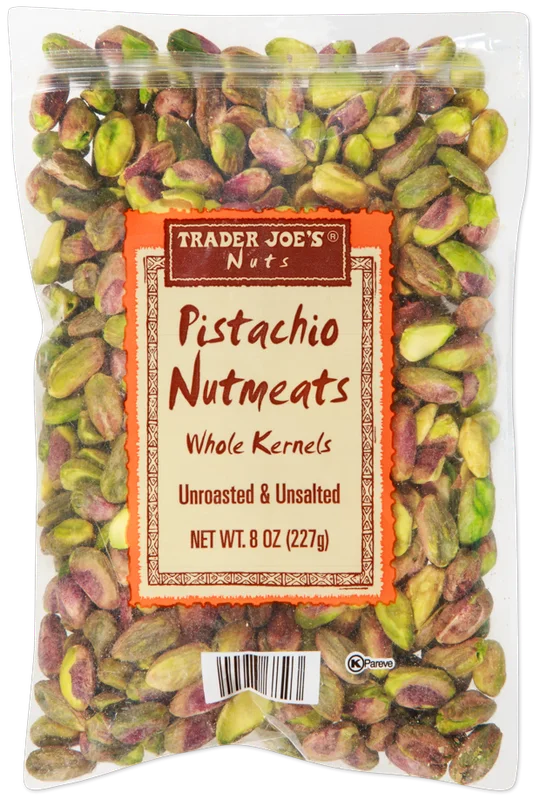 TRADER JOE'S®
Nuts
Pistachio
Nutmeats
Whole Kernels
Unroasted & Unsalted
NET WT. 8 OZ (227g)
K Pareve